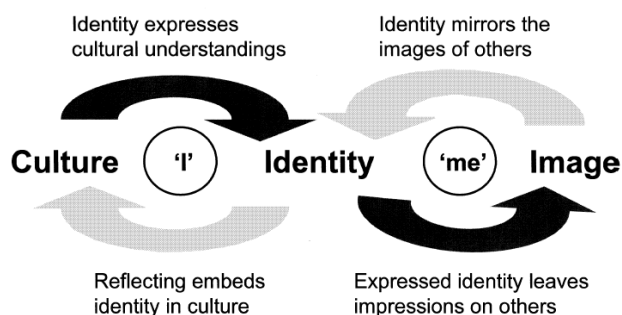 Identity expresses
cultural understandings
Identity mirrors the
images of others
Culture
‘I’
Identity
‘me’
Image
Reflecting embeds
identity in culture
Expressed identity leaves
impressions on others